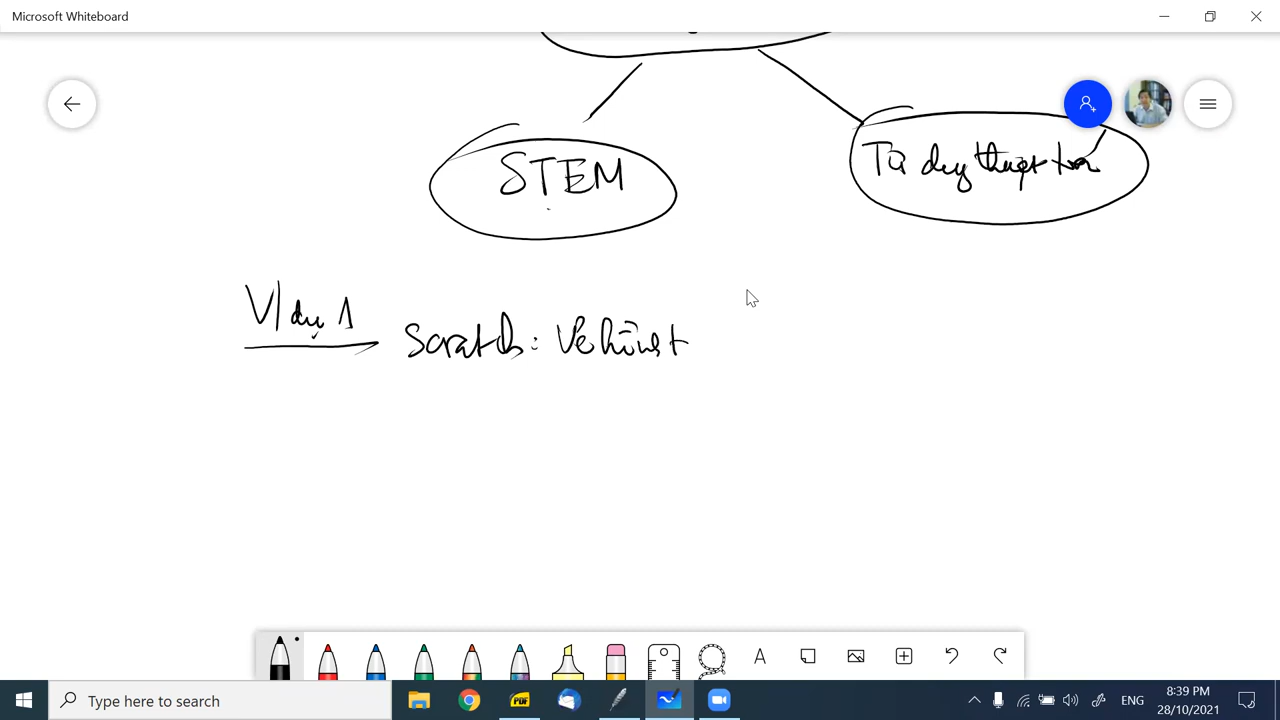 Microsoft Whiteboard
STEM
Tư duy thuật toán
Ví dụ 1
Scratch: Vẽ hình
Type here to search
A
ENG
8:39 PM
28/10/2021
PDF